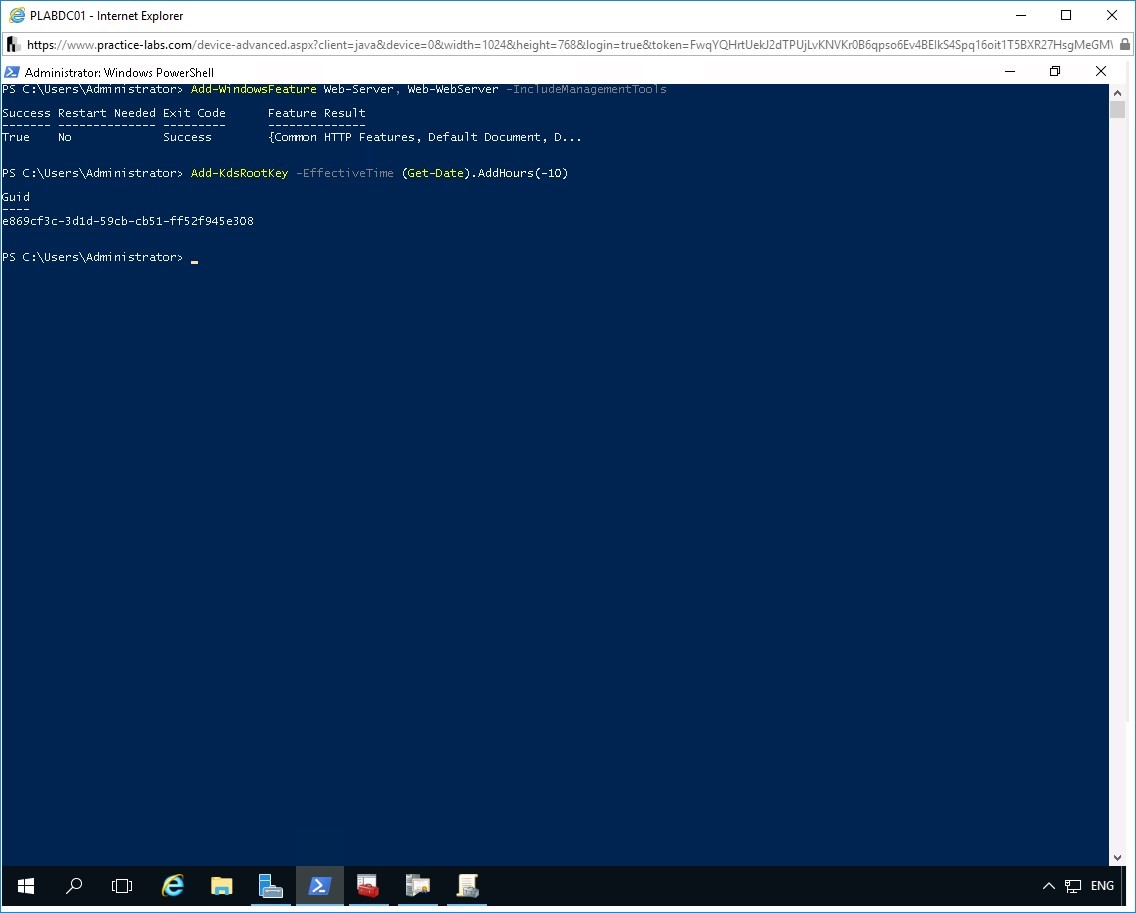 PLABDC01 - Internet Explorer
https://www.practice-labs.com/device-advanced.aspx?client=java&device=0&width=1024&height=768&login=true&token=FwqYQHrtUekJ2dTPUjLvKNVKr0B6qpso6Ev4BEIkS4Spq16oit1T5BXR27HsgMeGM
Administrator: Windows PowerShell
PS C:\Users\Administrator> Add-WindowsFeature Web-Server, Web-WebServer -IncludeManagementTools
Success Restart Needed Exit Code      Feature Result
------- -------------- ---------      --------------
True    No             Success        {Common HTTP Features, Default Document, D...
PS C:\Users\Administrator> Add-KdsRootKey -EffectiveTime (Get-Date).AddHours(-10)
Guid
----
e869cf3c-3d1d-59cb-cb51-ff52f945e308
PS C:\Users\Administrator> _
ENG